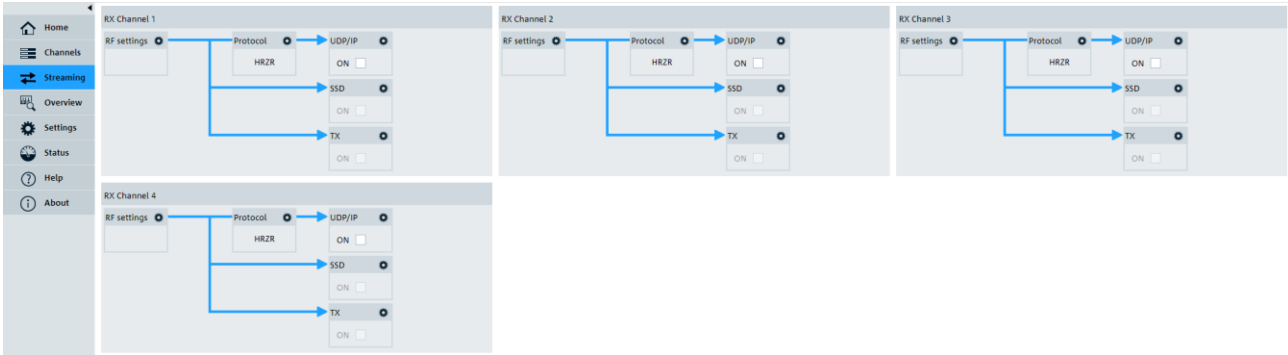 Home
Channels
Streaming
Overview
Settings
Status
Help
About
RX Channel 1
RF settings Protocol UDP/IP
HRZR ON
SSD
ON
TX
ON
RX Channel 2
RF settings Protocol UDP/IP
HRZR ON
SSD
ON
TX
ON
RX Channel 3
RF settings Protocol UDP/IP
HRZR ON
SSD
ON
TX
ON
RX Channel 4
RF settings Protocol UDP/IP
HRZR ON
SSD
ON
TX
ON